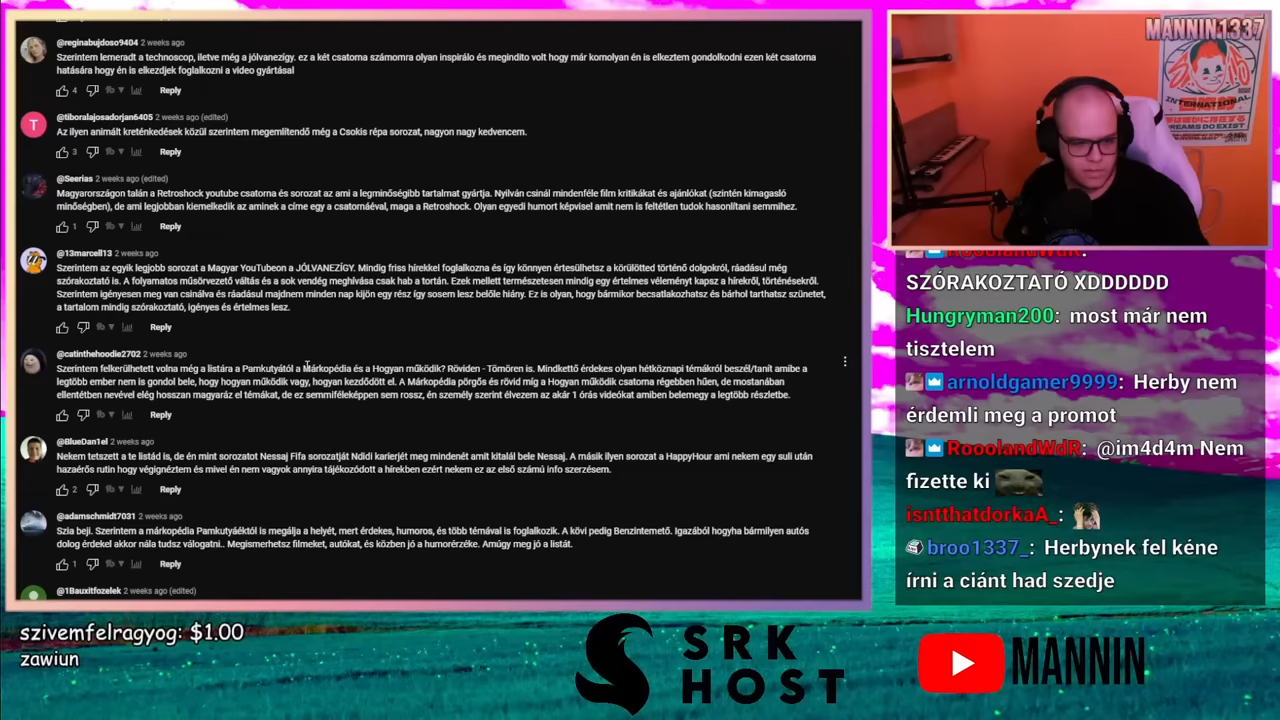 @reginabujdoso9404 2 weeks ago
Szerintem lemeradt a technoscop, illetve még a jólvanezígy. ez a két csatorna számomra olyan inspiráló és megindito volt hogy már komolyan én is elkeztem gondolkodni ezen két csatorna
hatására hogy én is elkezdjek foglalkozni a video gyártásal
4 Reply
T
@tiboralajosadorjan6405 2 weeks ago (edited)
Az ilyen animált kreténkedések közül szerintem megemlítendő még a Csokis répa sorozat, nagyon nagy kedvencem.
3 Reply
@Seerias 2 weeks ago (edited)
Magyarországon talán a Retroshock youtube csatorna és sorozat az ami a legminőségibb tartalmat gyártja. Nyilván csinál mindenféle film kritikákat és ajánlókat (szintén kimagasló
minőségben), de ami legjobban kiemelkedik az aminek a címe egy a csatornáéval, maga a Retroshock. Olyan egyedi humort képvisel amit nem is feltétlen tudok hasonlítani semmihez.
1 Reply
@13marcell13 2 weeks ago
Szerintem az egyik legjobb sorozat a Magyar YouTubeon a JÓLVANEZÍGY. Mindig friss hírekkel foglalkozna és így könnyen értesülhetsz a körülötted történő dolgokról, ráadásul még
szórakoztató is. A folyamatos műsorvezető váltás és a sok vendég meghívása csak hab a tortán. Ezek mellett természetesen mindig egy értelmes véleményt kapsz a hírekről, történésekről.
Szerintem igényesen meg van csinálva és ráadásul majdnem minden nap kijön egy rész így sosem lesz belőle hiány. Ez is olyan, hogy bármikor becsatlakozhatsz és bárhol tarthatsz szünetet,
a tartalom mindig szórakoztató, igényes és értelmes lesz.
Reply
@catinthehoodie2702 2 weeks ago
Szerintem felkerülhetett volna még a listára a Pamkutyától a Márkopédia és a Hogyan működik? Röviden - Tömören is. Mindkettő érdekes olyan hétköznapi témákról beszél/tanít amibe a
legtöbb ember nem is gondol bele, hogy hogyan működik vagy, hogyan kezdődött el. A Márkopédia pörgős és rövid míg a Hogyan működik csatorna régebben hűen, de mostanában
ellentétben nevével elég hosszan magyaráz el témákat, de ez semmiféleképpen sem rossz, én személy szerint élvezem az akár 1 órás videókat amiben belemegy a legtöbb részletbe.
Reply
@BlueDan1el 2 weeks ago
Nekem tetszett a te listád is, de én mint sorozatot Nessaj Fifa sorozatját Ndidi karierjét meg mindenét amit kitalál bele Nessaj. A másik ilyen sorozat a HappyHour ami nekem egy suli után
hazaérős rutin hogy végignéztem és mivel én nem vagyok annyira tájékozódott a hírekben ezért nekem ez az első számú info szerzésem.
2 Reply
@adamschmidt7031 2 weeks ago
Szia beji. Szerintem a márkopédia Pamkutyáéktól is megálja a helyét, mert érdekes, humoros, és több témával is foglalkozik. A kövi pedig Benzintemető. Igazából hogyha bármilyen autós
dolog érdekel akkor nála tudsz válogatni.. Megismerhetsz filmeket, autókat, és közben jó a humorérzéke. Amúgy meg jó a listát.
1 Reply
@1Bauxitfozelek 2 weeks ago (edited)
MANNIN1337
INTERNATIONAL
DREAMS DO EXIST
RooolandWdR:
SZÓRAKOZTATÓ XDDDDDD
Hungryman200: most már nem
tisztelem
arnoldgamer9999: Herby nem
érdemli meg a promot
RooolandWdR: @im4d4m Nem
fizette ki
isntthatdorkaA_:
broo1337_: Herbynek fel kéne
írni a ciánt had szedje
szivemfelragyog: $1.00
zawiun
SRK
HOST
MANNIN